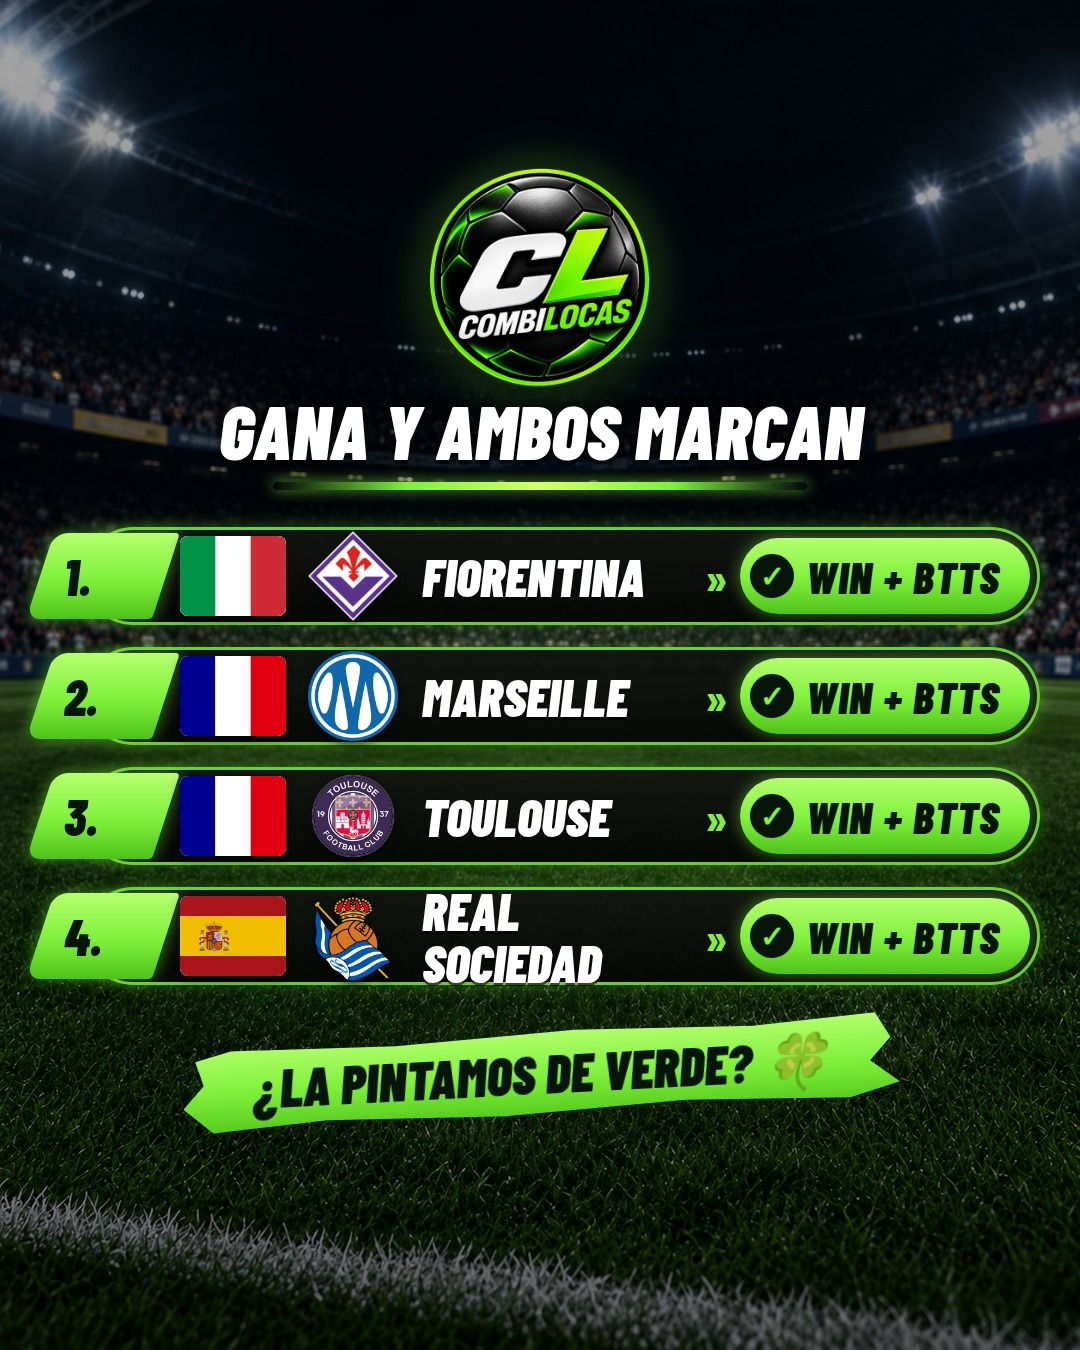 CL
COMBILOCAS
GANA Y AMBOS MARCAN
1. FIORENTINA » ✓ WIN + BTTS
2. MARSEILLE » ✓ WIN + BTTS
3. TOULOUSE FOOTBALL CLUB 19 37 TOULOUSE » ✓ WIN + BTTS
4. REAL
SOCIEDAD » ✓ WIN + BTTS
¿LA PINTAMOS DE VERDE? 🍀